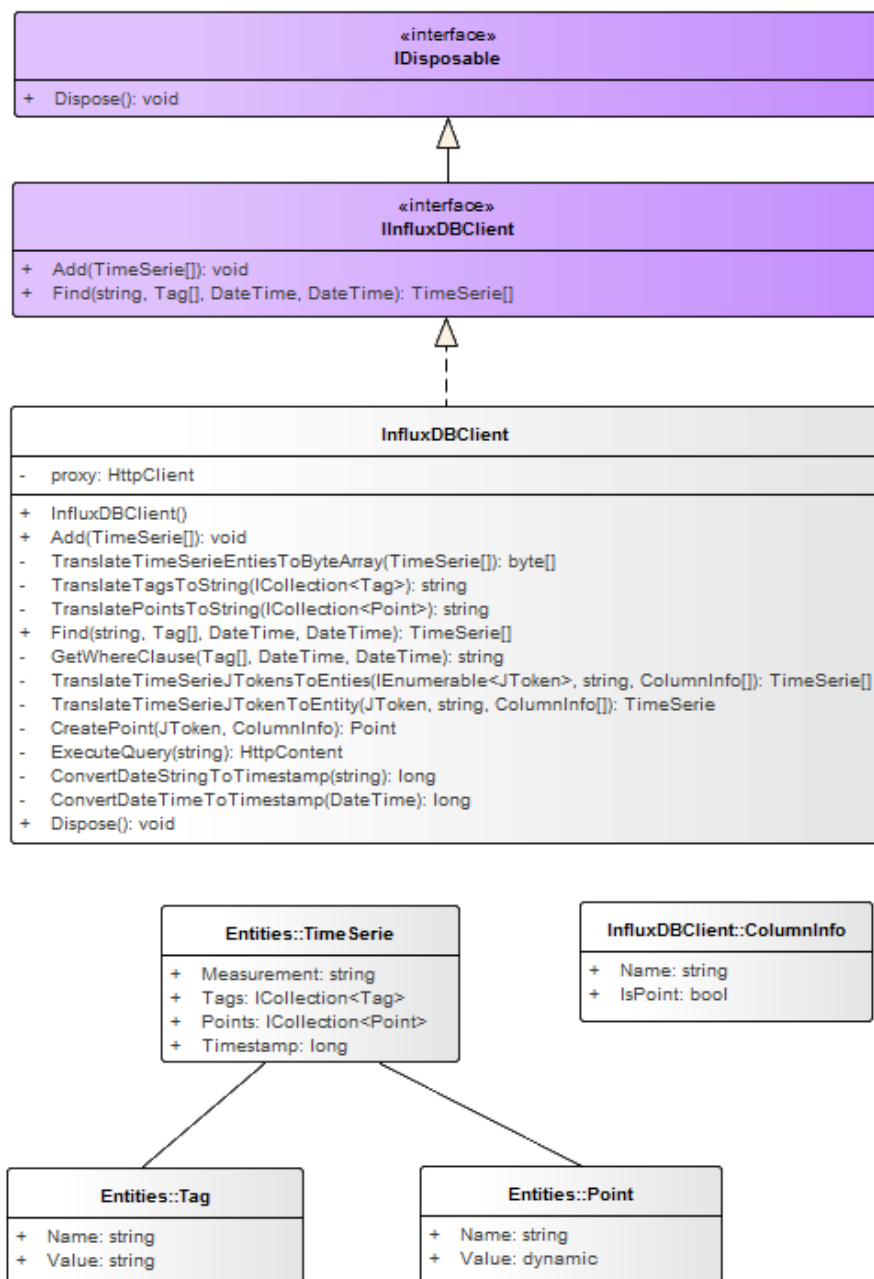 «interface»
IDisposable
+ Dispose(): void
«interface»
IInfluxDBClient
+ Add(TimeSerie[]): void
+ Find(string, Tag[], DateTime, DateTime): TimeSerie[]
InfluxDBClient
- proxy: HttpClient
+ InfluxDBClient()
+ Add(TimeSerie[]): void
- TranslateTimeSerieEntiesToByteArray(TimeSerie[]): byte[]
- TranslateTagsToString(ICollection<Tag>): string
- TranslatePointsToString(ICollection<Point>): string
+ Find(string, Tag[], DateTime, DateTime): TimeSerie[]
- GetWhereClause(Tag[], DateTime, DateTime): string
- TranslateTimeSerieJTokensToEnties(IEnumerable<JToken>, string, ColumnInfo[]): TimeSerie[]
- TranslateTimeSerieJTokenToEntity(JToken, string, ColumnInfo[]): TimeSerie
- CreatePoint(JToken, ColumnInfo): Point
- ExecuteQuery(string): HttpContent
- ConvertDateStringToTimestamp(string): long
- ConvertDateTimeToTimestamp(DateTime): long
+ Dispose(): void
Entities::TimeSerie
+ Measurement: string
+ Tags: ICollection<Tag>
+ Points: ICollection<Point>
+ Timestamp: long
InfluxDBClient::ColumnInfo
+ Name: string
+ IsPoint: bool
Entities::Tag
+ Name: string
+ Value: string
Entities::Point
+ Name: string
+ Value: dynamic